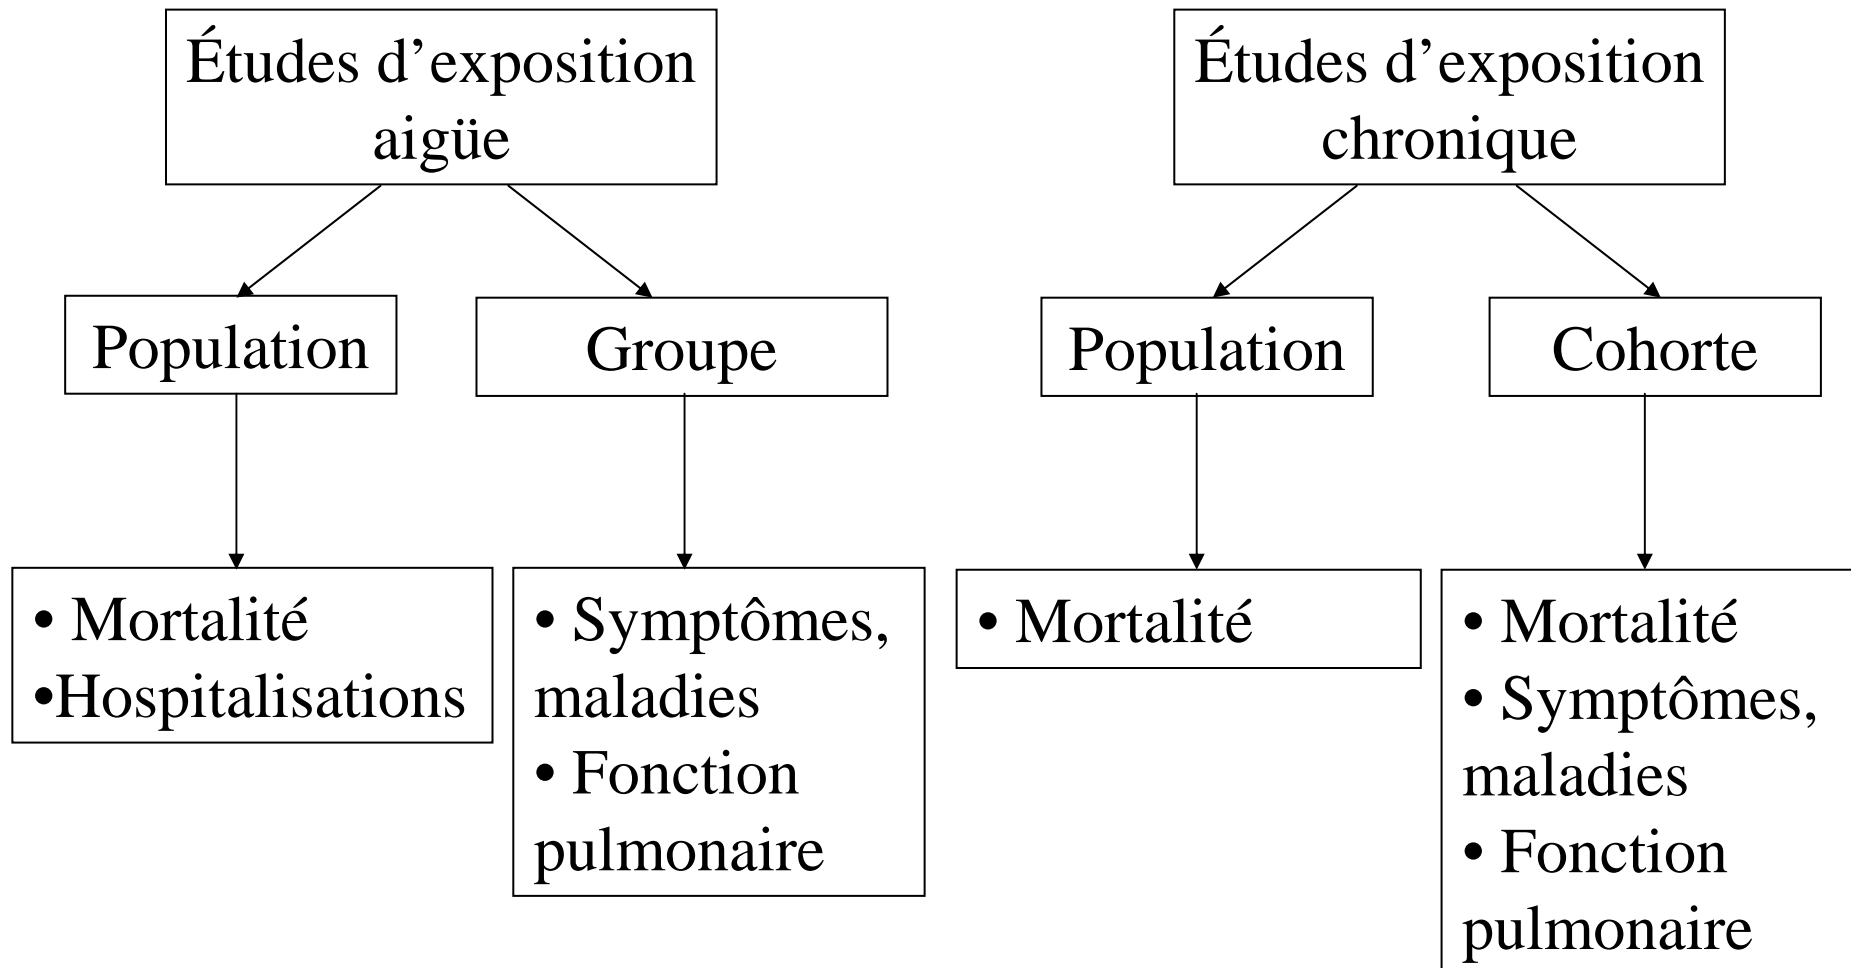 Études d’exposition
aigüe
Population
Groupe
• Mortalité
•Hospitalisations
• Symptômes,
maladies
• Fonction
pulmonaire
Études d’exposition
chronique
Population
Cohorte
• Mortalité
• Mortalité
• Symptômes,
maladies
• Fonction
pulmonaire